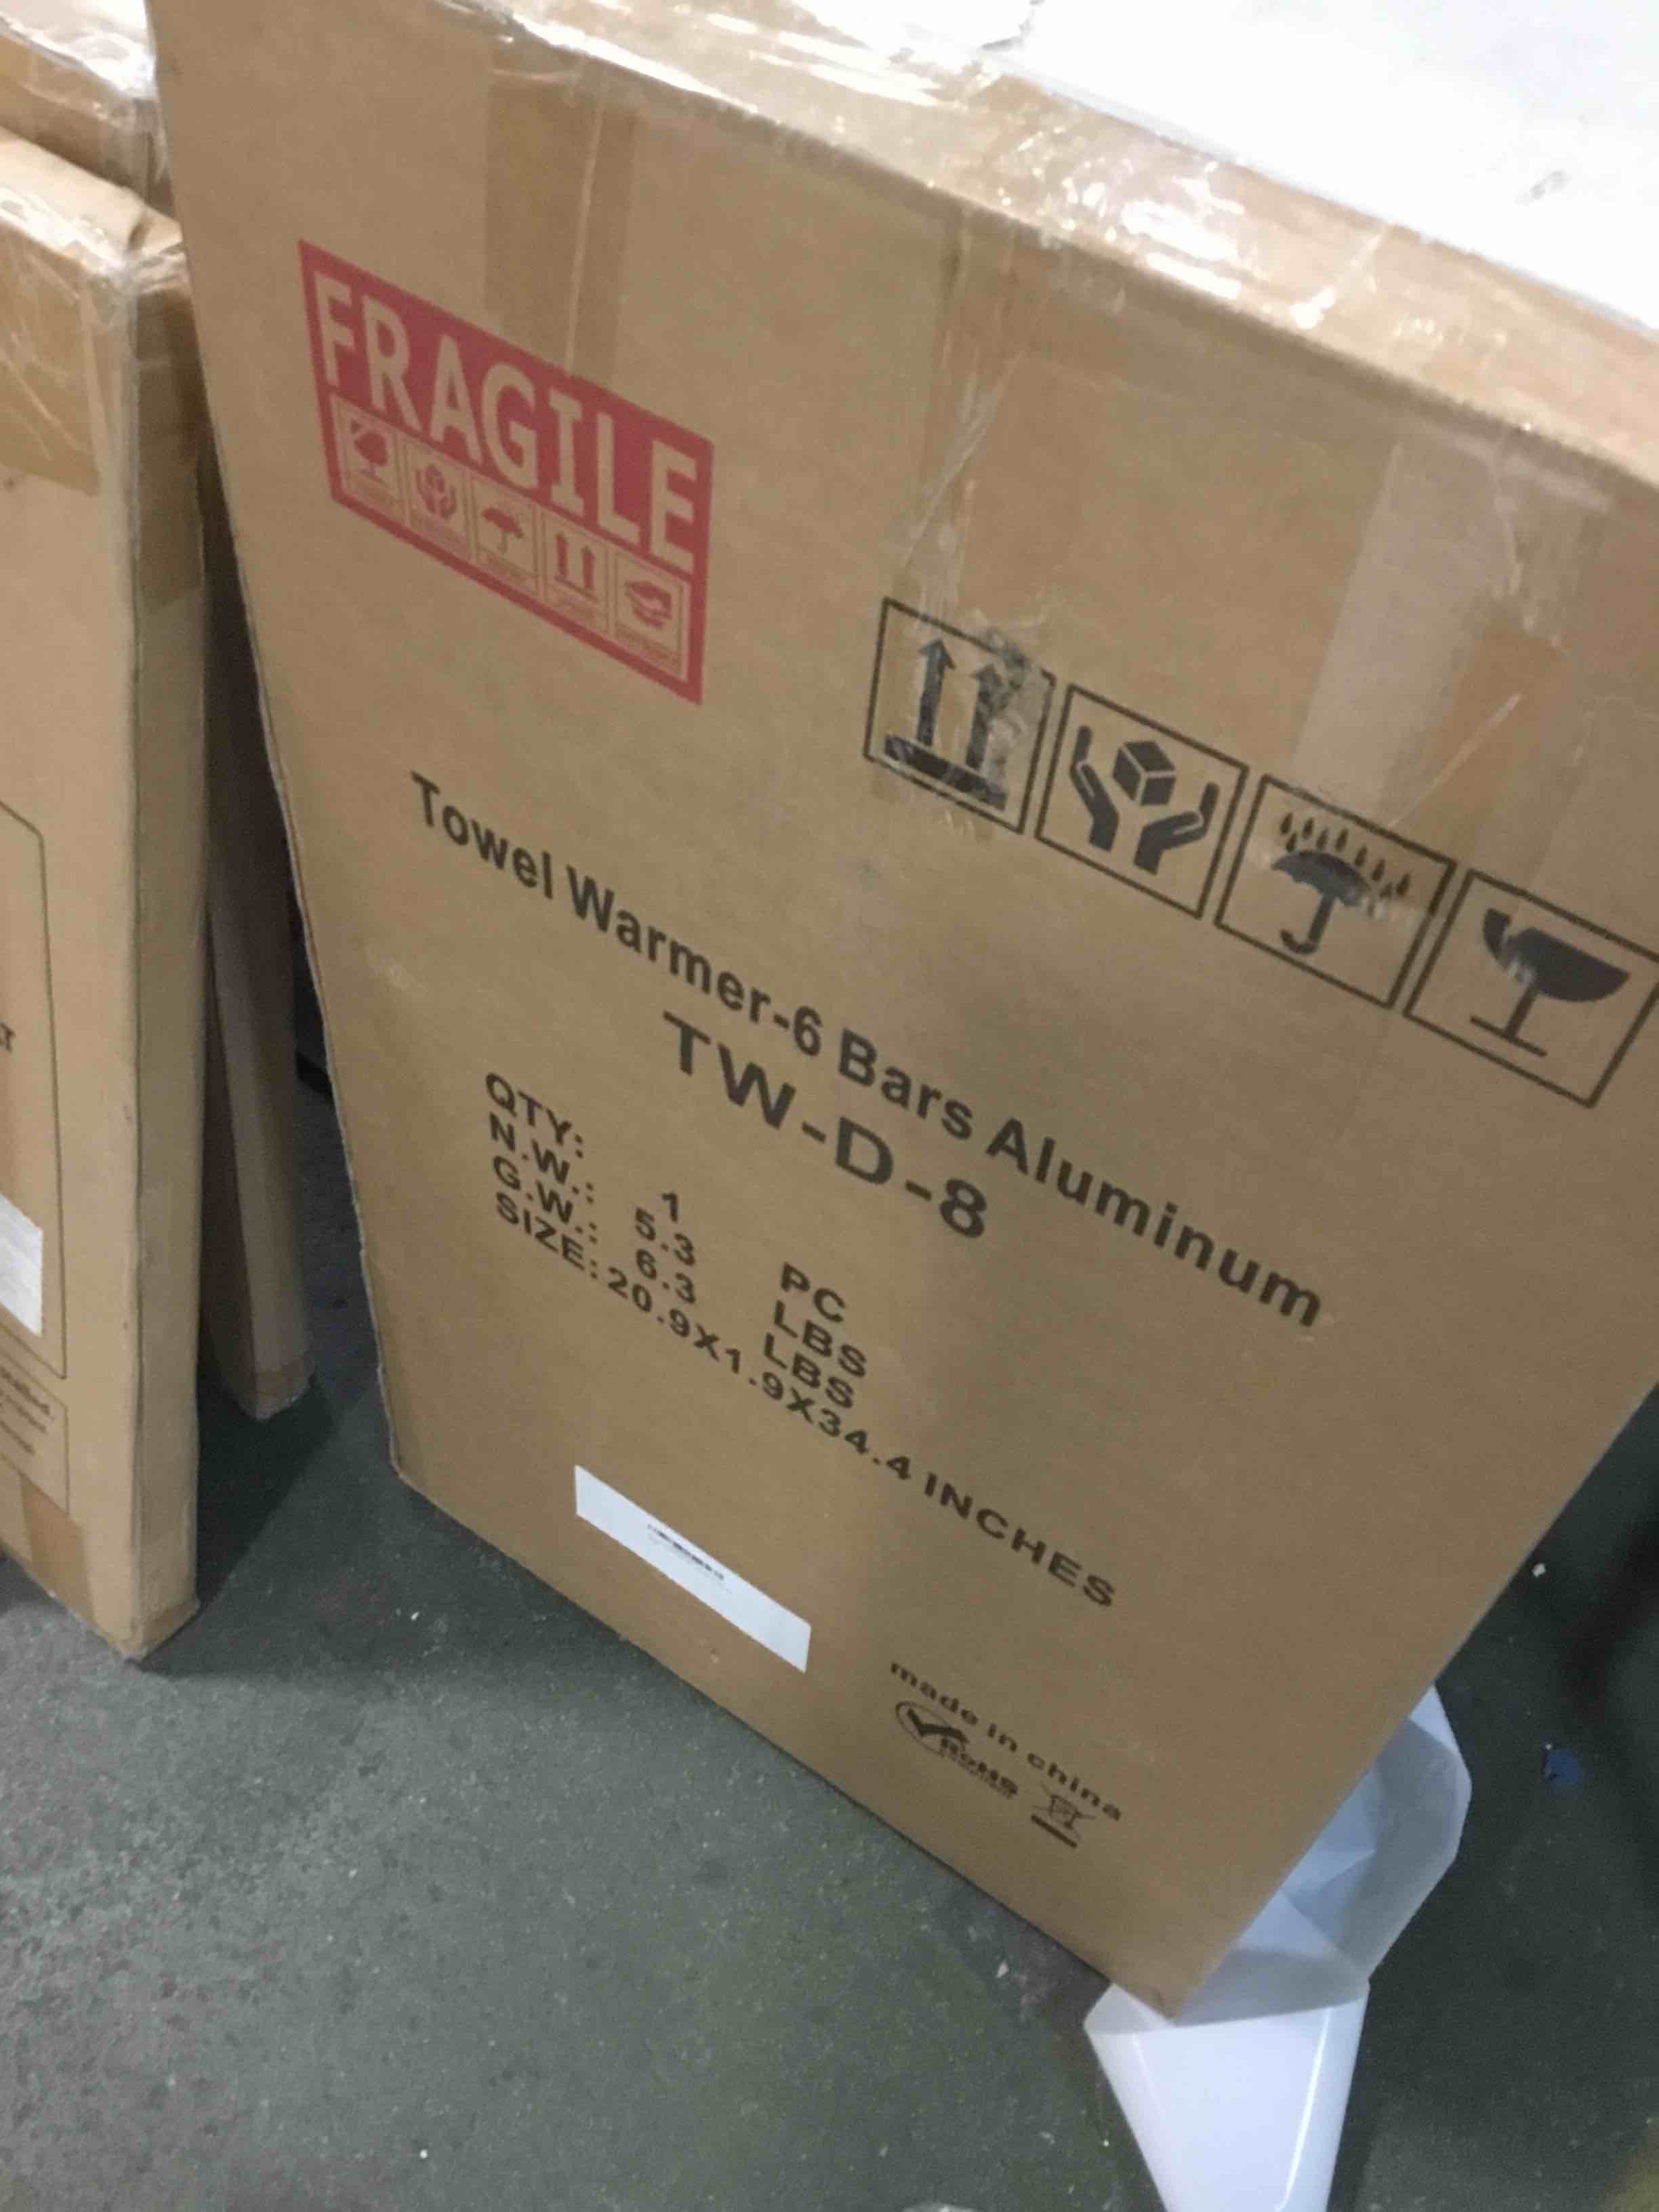 FRAGILE
Towel Warmer-6 Bars Aluminum
TW-D-8
QTY: 1 PC
N.W.: 5.3 LBS
G.W.: 6.3 LBS
SIZE: 20.9X1.9X34.4 INCHES
made in china
RoHS